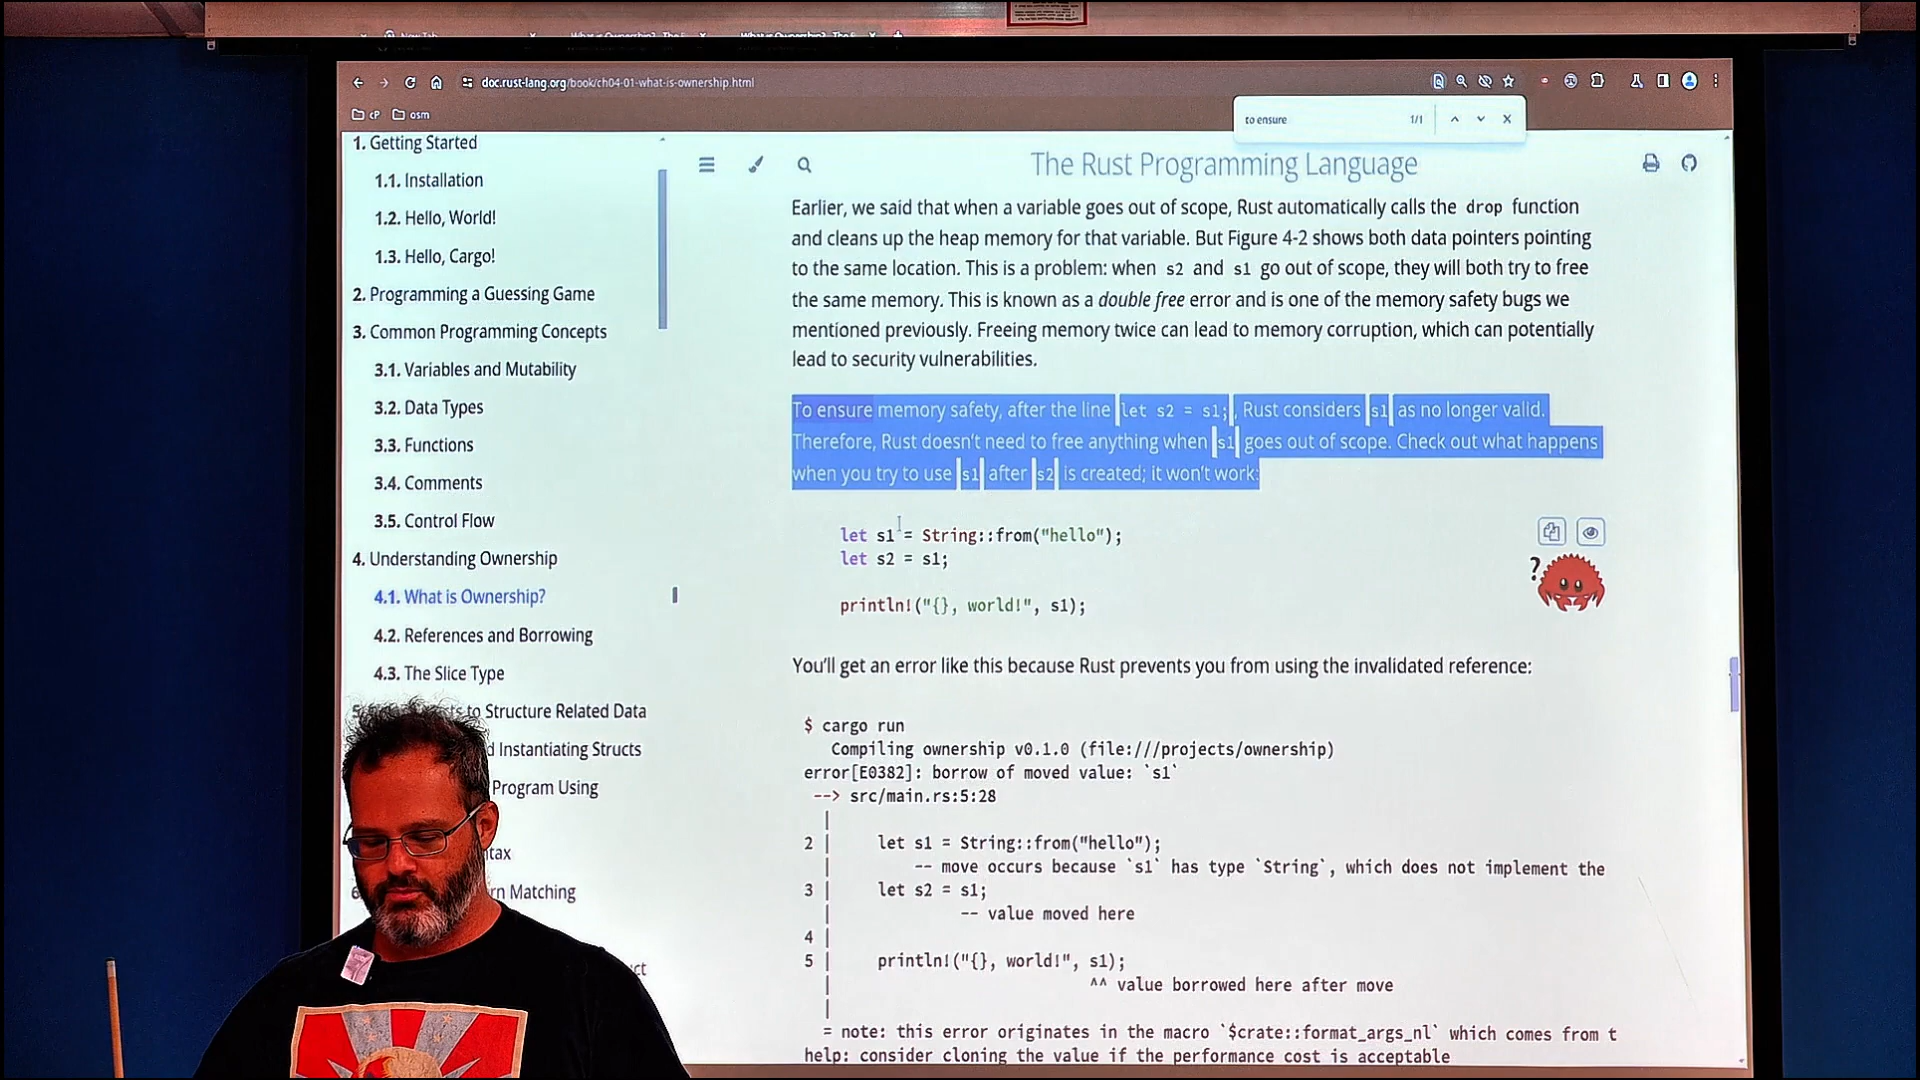 New Tab
What is Ownership? - The
What is Ownership? - The
doc.rust-lang.org/book/ch04-01-what-is-ownership.html
cP
osm
to ensure
1/1
1. Getting Started
1.1. Installation
1.2. Hello, World!
1.3. Hello, Cargo!
2. Programming a Guessing Game
3. Common Programming Concepts
3.1. Variables and Mutability
3.2. Data Types
3.3. Functions
3.4. Comments
3.5. Control Flow
4. Understanding Ownership
4.1. What is Ownership?
4.2. References and Borrowing
4.3. The Slice Type
to Structure Related Data
d Instantiating Structs
Program Using
ntax
rn Matching
ct
The Rust Programming Language
Earlier, we said that when a variable goes out of scope, Rust automatically calls the drop function
and cleans up the heap memory for that variable. But Figure 4-2 shows both data pointers pointing
to the same location. This is a problem: when s2 and s1 go out of scope, they will both try to free
the same memory. This is known as a double free error and is one of the memory safety bugs we
mentioned previously. Freeing memory twice can lead to memory corruption, which can potentially
lead to security vulnerabilities.
To ensure memory safety, after the line let s2 = s1;, Rust considers s1 as no longer valid.
Therefore, Rust doesn't need to free anything when s1 goes out of scope. Check out what happens
when you try to use s1 after s2 is created; it won't work:
let s1 = String::from("hello");
let s2 = s1;
println!("{}, world!", s1);
?
You'll get an error like this because Rust prevents you from using the invalidated reference:
$ cargo run
Compiling ownership v0.1.0 (file:///projects/ownership)
error[E0382]: borrow of moved value: `s1`
--> src/main.rs:5:28
|
2 | let s1 = String::from("hello");
| -- move occurs because `s1` has type `String`, which does not implement the
3 | let s2 = s1;
| -- value moved here
4 |
5 | println!("{}, world!", s1);
| ^^ value borrowed here after move
|
= note: this error originates in the macro `$crate::format_args_nl` which comes from t
help: consider cloning the value if the performance cost is acceptable